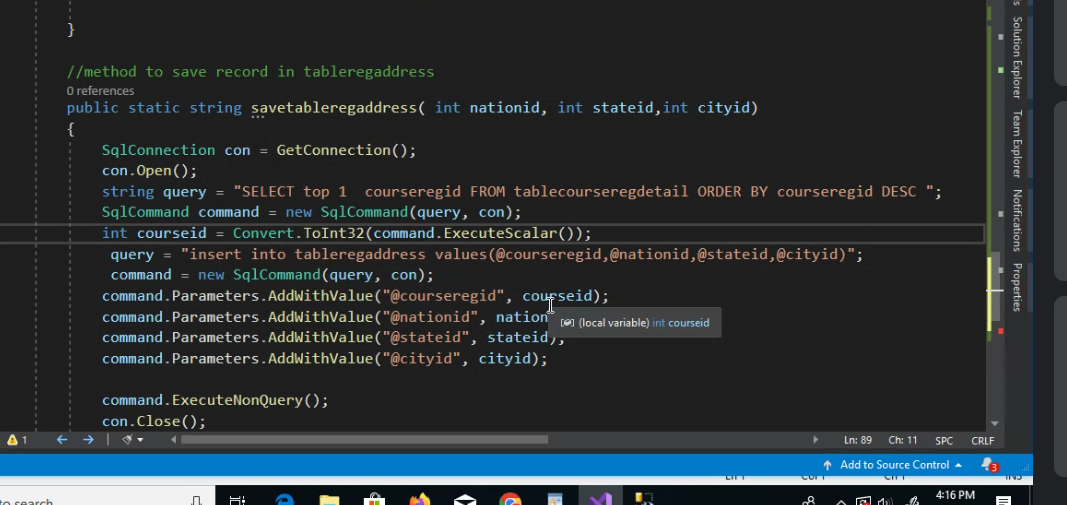 }
//method to save record in tableregaddress
0 references
public static string savetableregaddress( int nationid, int stateid,int cityid)
{
SqlConnection con = GetConnection();
con.Open();
string query = "SELECT top 1  courseregid FROM tablecourseregdetail ORDER BY courseregid DESC ";
SqlCommand command = new SqlCommand(query, con);
int courseid = Convert.ToInt32(command.ExecuteScalar());
query = "insert into tableregaddress values(@courseregid,@nationid,@stateid,@cityid)";
command = new SqlCommand(query, con);
command.Parameters.AddWithValue("@courseregid", courseid);
command.Parameters.AddWithValue("@nationid", nation
(local variable) int courseid
command.Parameters.AddWithValue("@stateid", stateid);
command.Parameters.AddWithValue("@cityid", cityid);
command.ExecuteNonQuery();
con.Close();
1
Ln: 89 Ch: 11 SPC CRLF
Add to Source Control
3
to search
4:16 PM
Solution Explorer
Team Explorer
Notifications
Properties